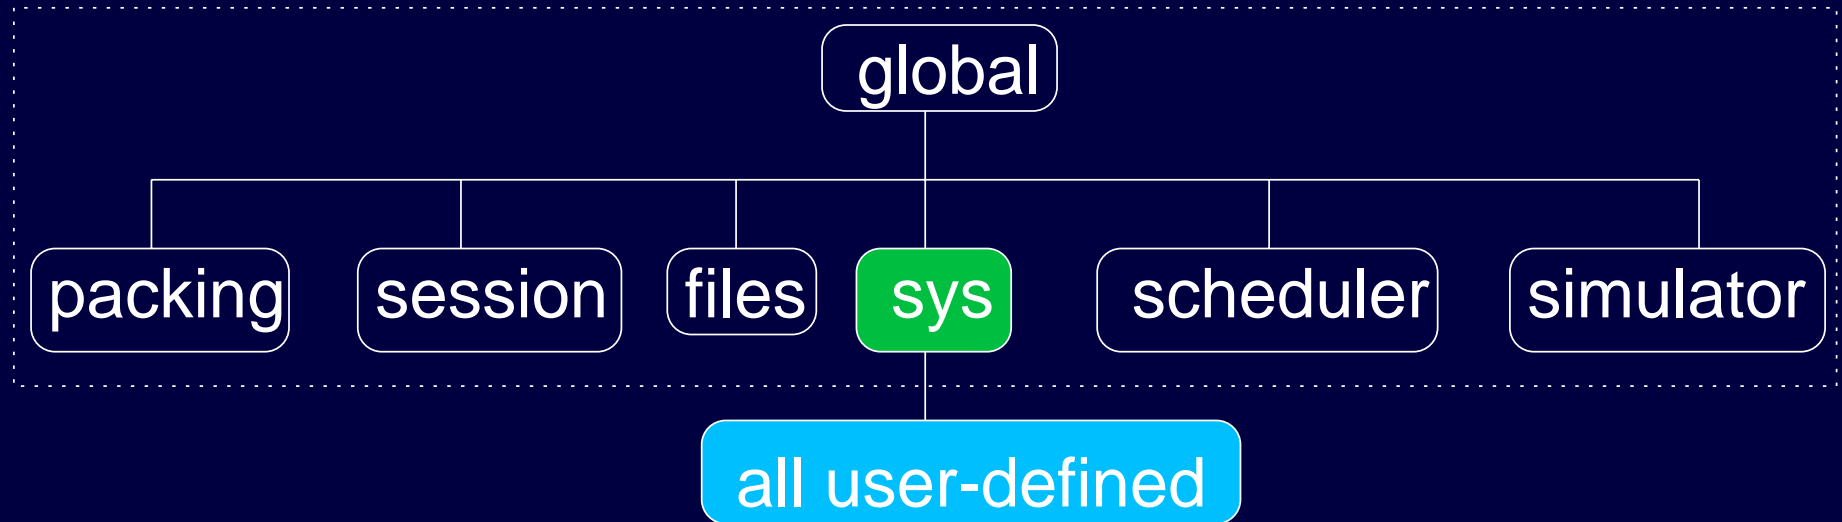 global
packing
session
files
sys
scheduler
simulator
all user-defined